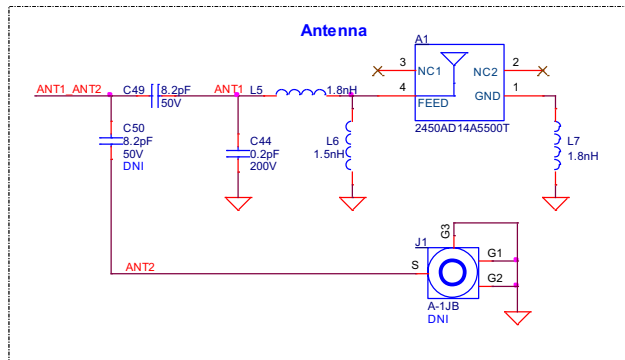 Antenna
A1
3
NC1
NC2
2
ANT1_ANT2
C49
8.2pF
50V
ANT1
L5
1.8nH
4
FEED
GND
1
2450AD14A5500T
C50
8.2pF
50V
DNI
C44
0.2pF
200V
L6
1.5nH
L7
1.8nH
G3
J1
ANT2
S
G1
G2
A-1JB
DNI